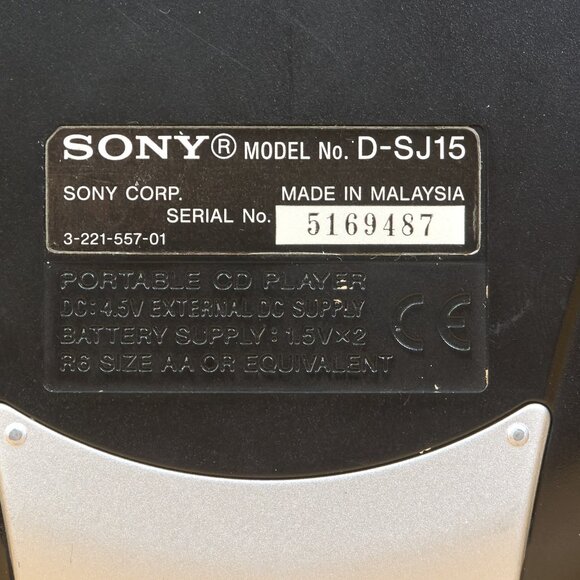 SONY® MODEL No. D-SJ15
SONY CORP. MADE IN MALAYSIA
SERIAL No. 5169487
3-221-557-01
PORTABLE CD PLAYER
DC: 4.5V EXTERNAL DC SUPPLY
BATTERY SUPPLY: 1.5V×2
R6 SIZE AA OR EQUIVALENT
CE